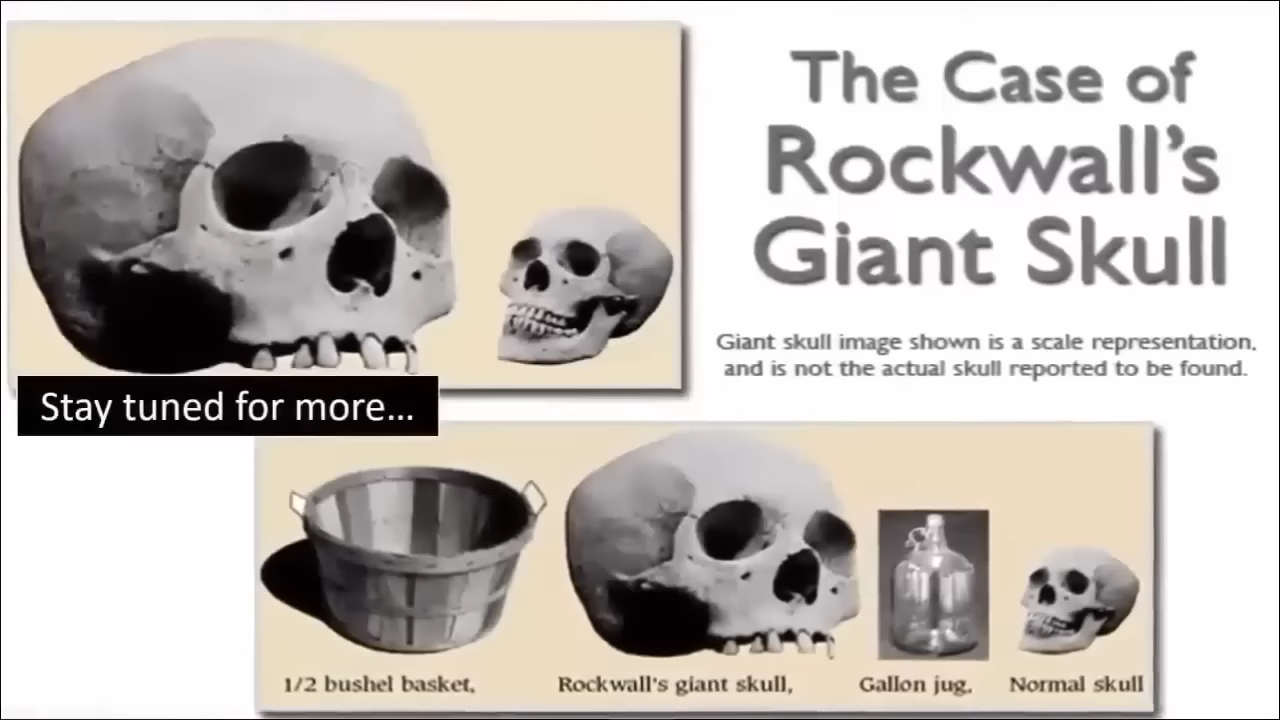 The Case of
Rockwall's
Giant Skull
Giant skull image shown is a scale representation,
and is not the actual skull reported to be found.
Stay tuned for more...
1/2 bushel basket,
Rockwall's giant skull,
Gallon jug,
Normal skull